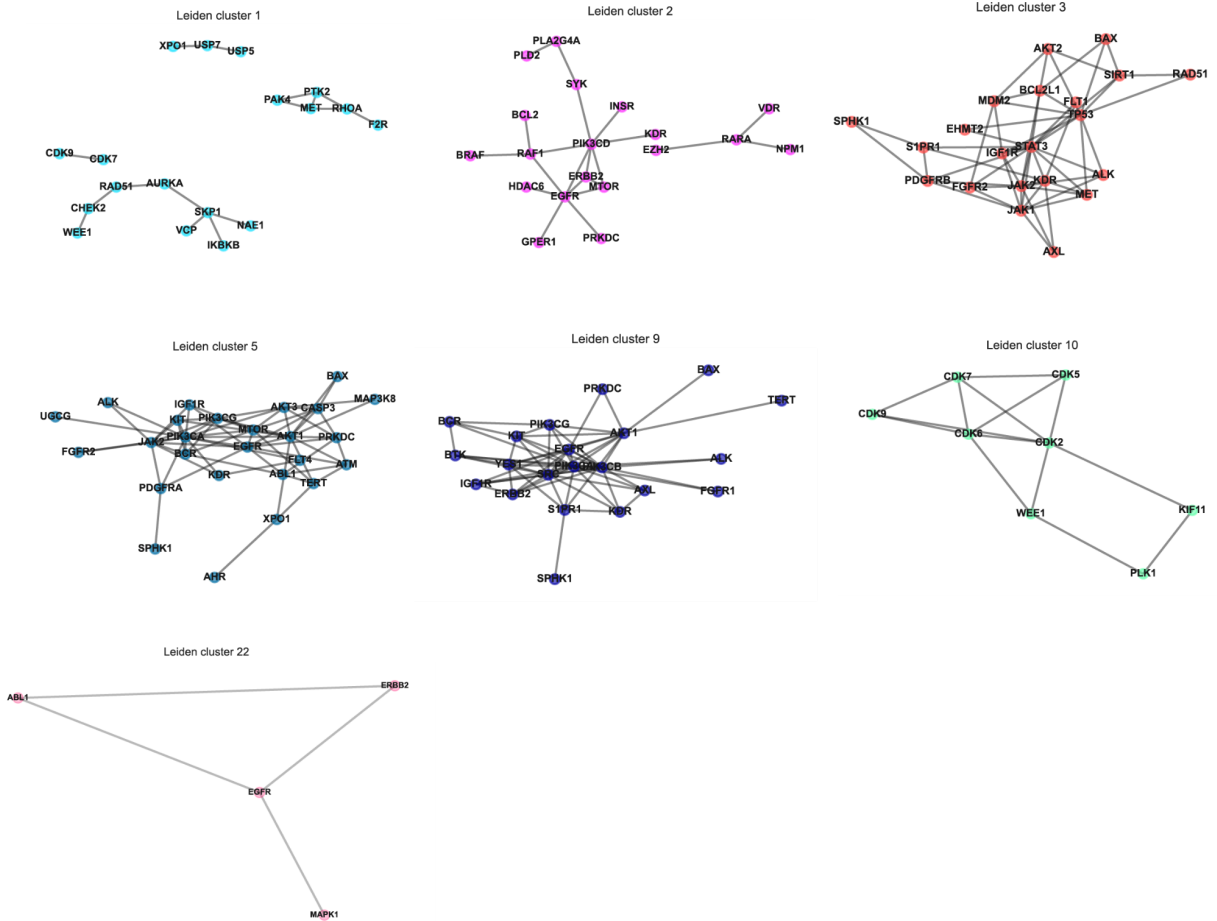 Leiden cluster 1
XPO1
USP7
USP5
PTK2
PAK4
MET
RHOA
F2R
CDK9
CDK7
RAD51
AURKA
CHEK2
SKP1
WEE1
VCP
NAE1
IKBKB
Leiden cluster 2
PLA2G4A
PLD2
SYK
INSR
BCL2
VDR
KDR
RARA
PIK3CD
EZH2
NPM1
BRAF
RAF1
ERBB2
HDAC6
MTOR
EGFR
GPER1
PRKDC
Leiden cluster 3
BAX
AKT2
SIRT1
RAD51
BCL2L1
MDM2
FLT1
TP53
SPHK1
EHMT2
S1PR1
STAT3
IGF1R
PDGFRB
KDR
ALK
FGFR2
JAK2
MET
JAK1
AXL
Leiden cluster 5
BAX
ALK
IGF1R
AKT3
CASP3
MAP3K8
UGCG
KIT
PIK3CG
MTOR
JAK2
PIK3CA
AKT1
PRKDC
FGFR2
BCR
EGFR
FLT4
ATM
PDGFRA
KDR
ABL1
TERT
XPO1
SPHK1
AHR
Leiden cluster 9
BAX
PRKDC
TERT
BCR
PIK3CG
KIT
AKT1
BTK
EGFR
ALK
YES1
IGF1R
ERBB2
AXL
FGFR1
S1PR1
KDR
SPHK1
Leiden cluster 10
CDK7
CDK5
CDK9
CDK6
CDK2
WEE1
KIF11
PLK1
Leiden cluster 22
ERBB2
ABL1
EGFR
MAPK1